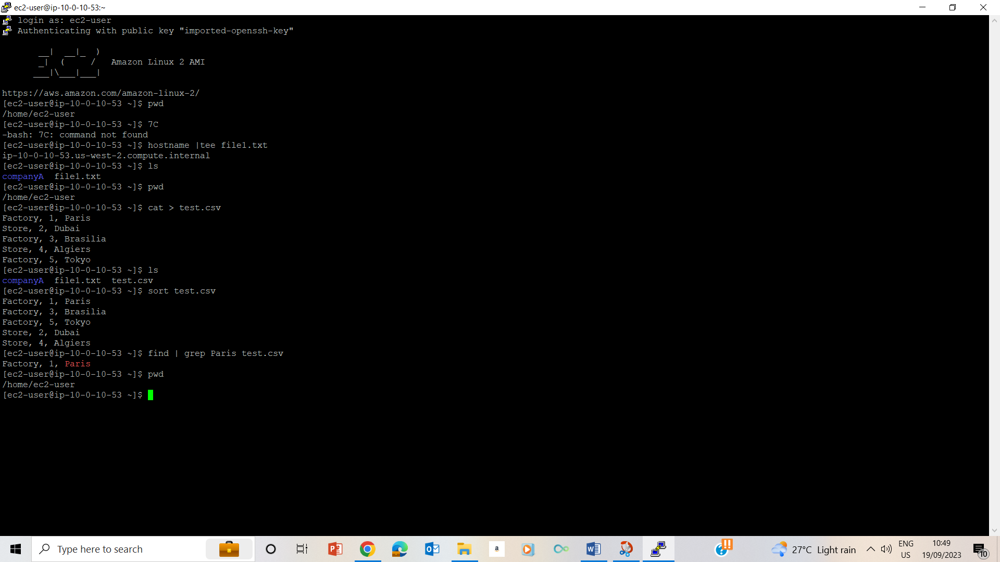 ec2-user@ip-10-0-10-53:~
login as: ec2-user
Authenticating with public key "imported-openssh-key"
__|  __|_  )
_|  (     /   Amazon Linux 2 AMI
___|\___|___|
https://aws.amazon.com/amazon-linux-2/
[ec2-user@ip-10-0-10-53 ~]$ pwd
/home/ec2-user
[ec2-user@ip-10-0-10-53 ~]$ 7C
-bash: 7C: command not found
[ec2-user@ip-10-0-10-53 ~]$ hostname |tee file1.txt
ip-10-0-10-53.us-west-2.compute.internal
[ec2-user@ip-10-0-10-53 ~]$ ls
companyA  file1.txt
[ec2-user@ip-10-0-10-53 ~]$ pwd
/home/ec2-user
[ec2-user@ip-10-0-10-53 ~]$ cat > test.csv
Factory, 1, Paris
Store, 2, Dubai
Factory, 3, Brasilia
Store, 4, Algiers
Factory, 5, Tokyo
[ec2-user@ip-10-0-10-53 ~]$ ls
companyA  file1.txt  test.csv
[ec2-user@ip-10-0-10-53 ~]$ sort test.csv
Factory, 1, Paris
Factory, 3, Brasilia
Factory, 5, Tokyo
Store, 2, Dubai
Store, 4, Algiers
[ec2-user@ip-10-0-10-53 ~]$ find | grep Paris test.csv
Factory, 1, Paris
[ec2-user@ip-10-0-10-53 ~]$ pwd
/home/ec2-user
[ec2-user@ip-10-0-10-53 ~]$
Type here to search
a
27°C Light rain
ENG
US
10:49
19/09/2023
10